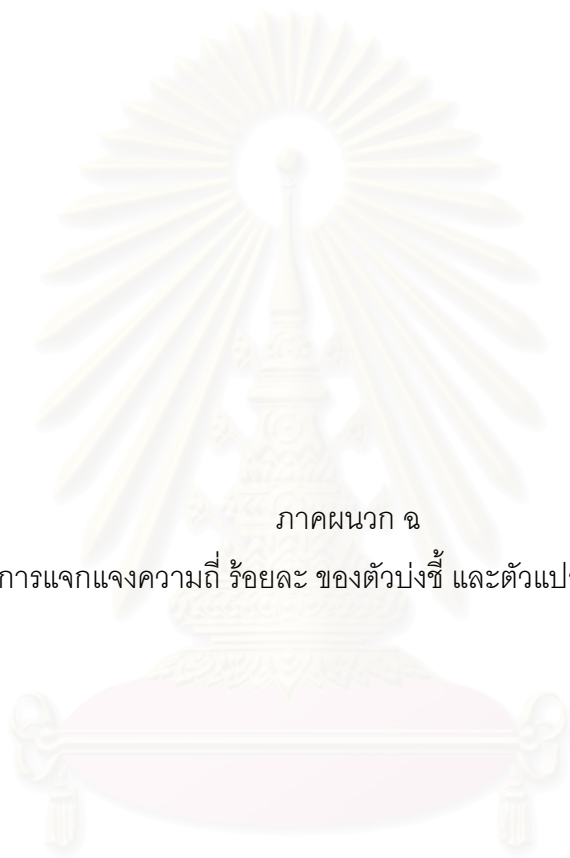 ภาคผนวก ฉ
การแจกแจงความถี่ ร้อยละ ของตัวบ่งชี้ และตัวแปร